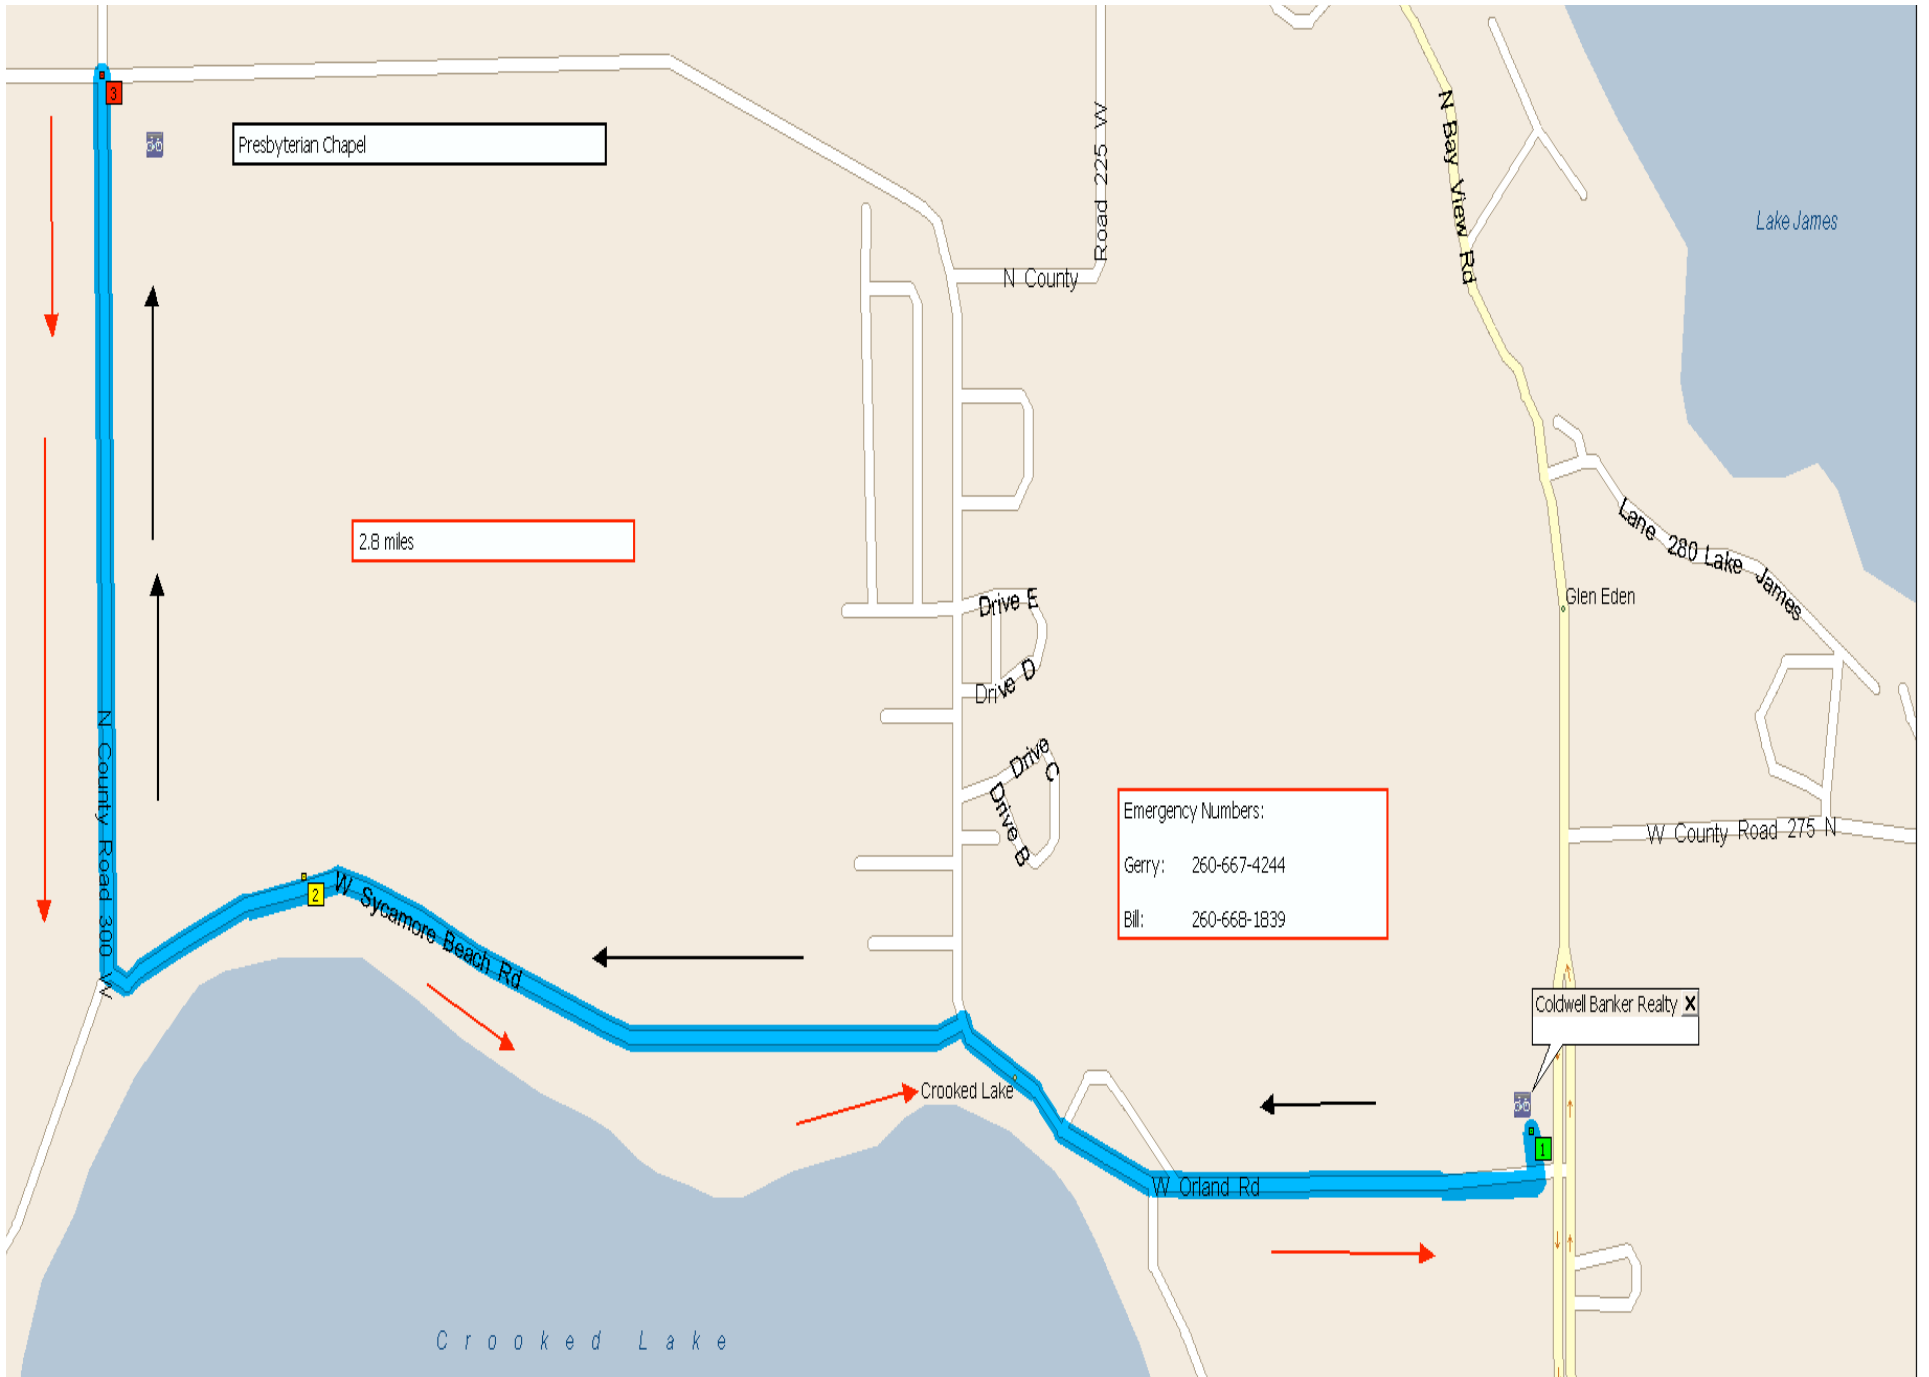 3
Presbyterian Chapel
N County
Road 225 W
N Bay View Rd
Lake James
2.8 miles
Lane 280 Lake James
Glen Eden
Drive E
Drive D
Drive C
Drive B
N County Road 300 W
2
W Sycamore Beach Rd
Emergency Numbers:
Gerry: 260-667-4244
Bill: 260-668-1839
W County Road 275 N
Coldwell Banker Realty X
Crooked Lake
1
W Orland Rd
Crooked Lake